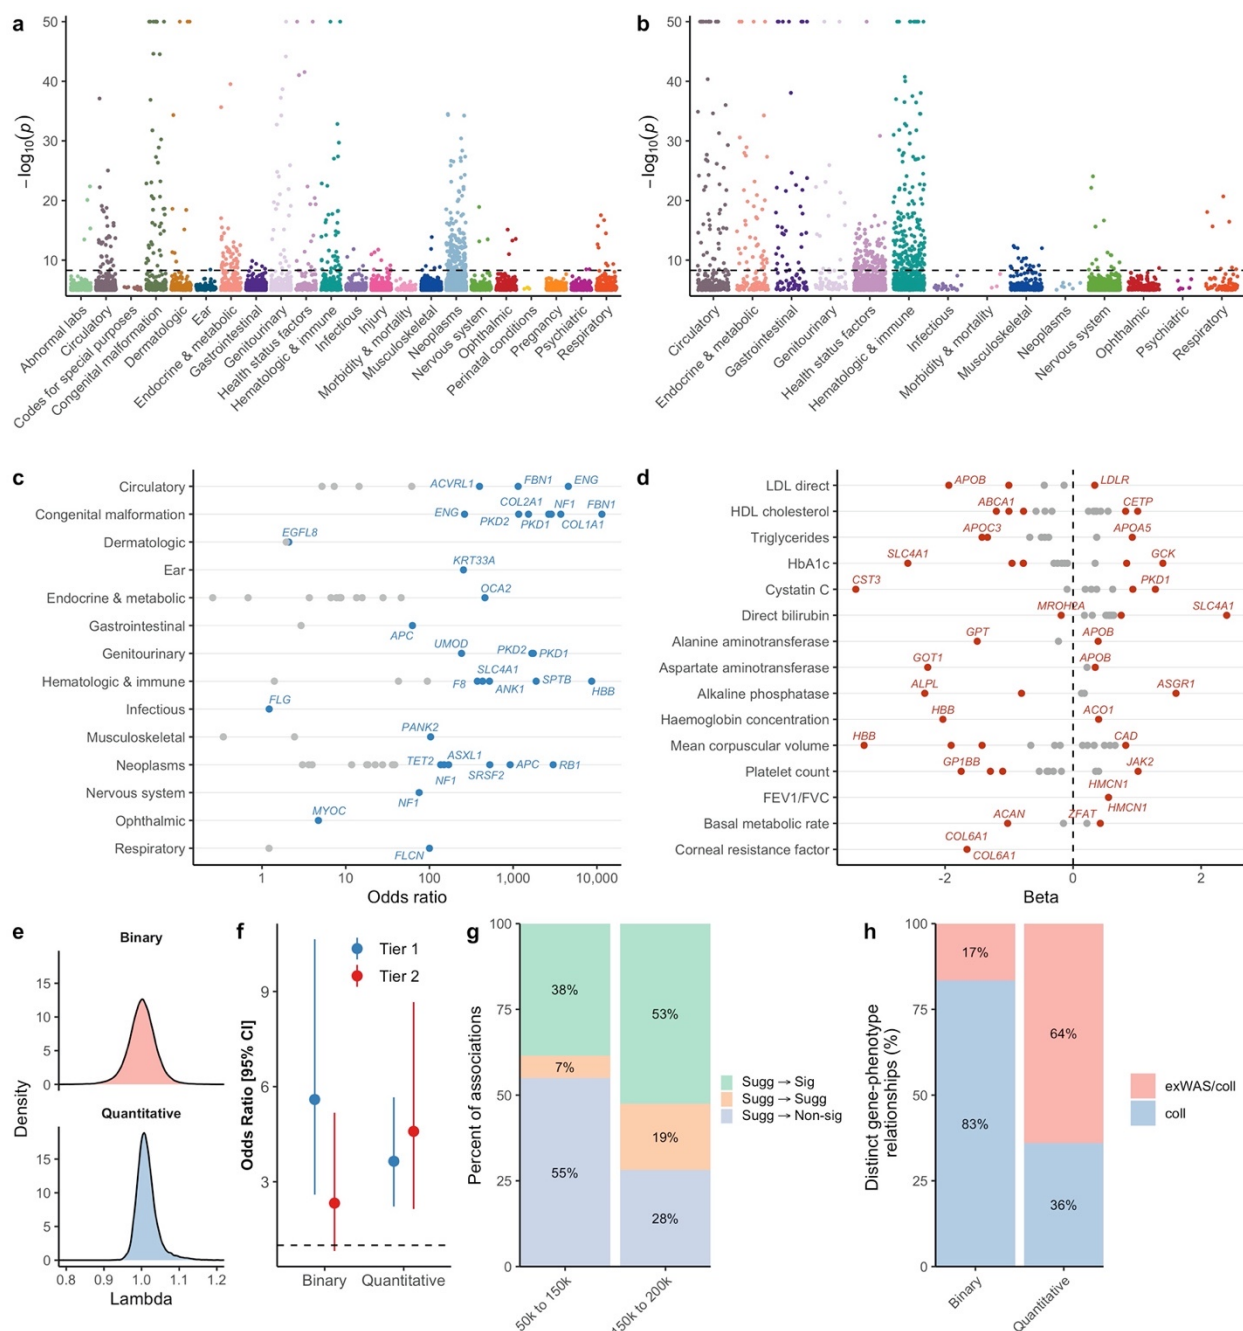 a
50
40
30
20
10
−log10(p)
Abnormal labs
Circulatory
Codes for special purposes
Congenital malformation
Dermatologic
Ear
Endocrine & metabolic
Gastrointestinal
Genitourinary
Health status factors
Hematologic & immune
Infectious
Injury
Morbidity & mortality
Musculoskeletal
Neoplasms
Nervous system
Ophthalmic
Perinatal conditions
Pregnancy
Psychiatric
Respiratory
b
50
40
30
20
10
−log10(p)
Circulatory
Endocrine & metabolic
Gastrointestinal
Genitourinary
Health status factors
Hematologic & immune
Infectious
Morbidity & mortality
Musculoskeletal
Neoplasms
Nervous system
Ophthalmic
Psychiatric
Respiratory
c
Circulatory
ACVRL1 FBN1 ENG
Congenital malformation
COL2A1 NF1 FBN1
ENG PKD2 PKD1 COL1A1
Dermatologic
EGFL8
Ear
KRT33A
Endocrine & metabolic
OCA2
Gastrointestinal
APC
Genitourinary
UMOD PKD2 PKD1
Hematologic & immune
SLC4A1 SPTB
F8 ANK1 HBB
Infectious
FLG
Musculoskeletal
PANK2
Neoplasms
TET2 ASXL1 APC RB1
NF1 SRSF2
Nervous system
NF1
Ophthalmic
MYOC
Respiratory
FLCN
1 10 100 1,000 10,000
Odds ratio
d
LDL direct
APOB LDLR
HDL cholesterol
ABCA1 CETP
Triglycerides
APOC3 APOA5
HbA1c
SLC4A1 GCK
Cystatin C
CST3 PKD1
Direct bilirubin
MROH2A SLC4A1
Alanine aminotransferase
GPT APOB
Aspartate aminotransferase
GOT1 APOB
Alkaline phosphatase
ALPL ASGR1
Haemoglobin concentration
HBB ACO1
Mean corpuscular volume
HBB CAD
Platelet count
GP1BB JAK2
FEV1/FVC
HMCN1
HMCN1
Basal metabolic rate
ACAN ZFAT
Corneal resistance factor
COL6A1
COL6A1
-2 0 2
Beta
e
Binary
15
10
5
0
Quantitative
15
10
5
0
Density
0.8 0.9 1.0 1.1 1.2
Lambda
f
Tier 1
Tier 2
9
6
3
Odds Ratio [95% CI]
Binary Quantitative
g
100
75
50
25
0
Percent of associations
38%
7%
55%
53%
19%
28%
50k to 150k
150k to 200k
Sugg → Sig
Sugg → Sugg
Sugg → Non-sig
h
100
75
50
25
0
Distinct gene-phenotype
relationships (%)
17%
83%
64%
36%
Binary
Quantitative
exWAS/coll
coll